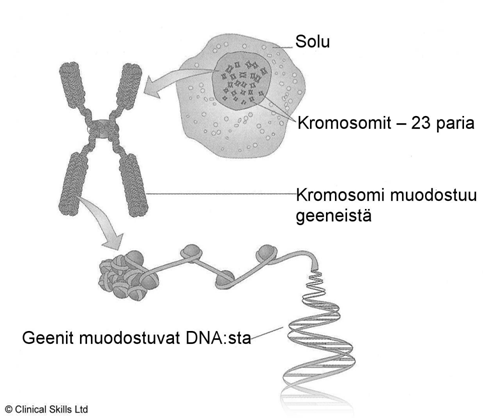 Solu
Kromosomit – 23 paria
Kromosomi muodostuu
geeneistä
Geenit muodostuvat DNA:sta
© Clinical Skills Ltd